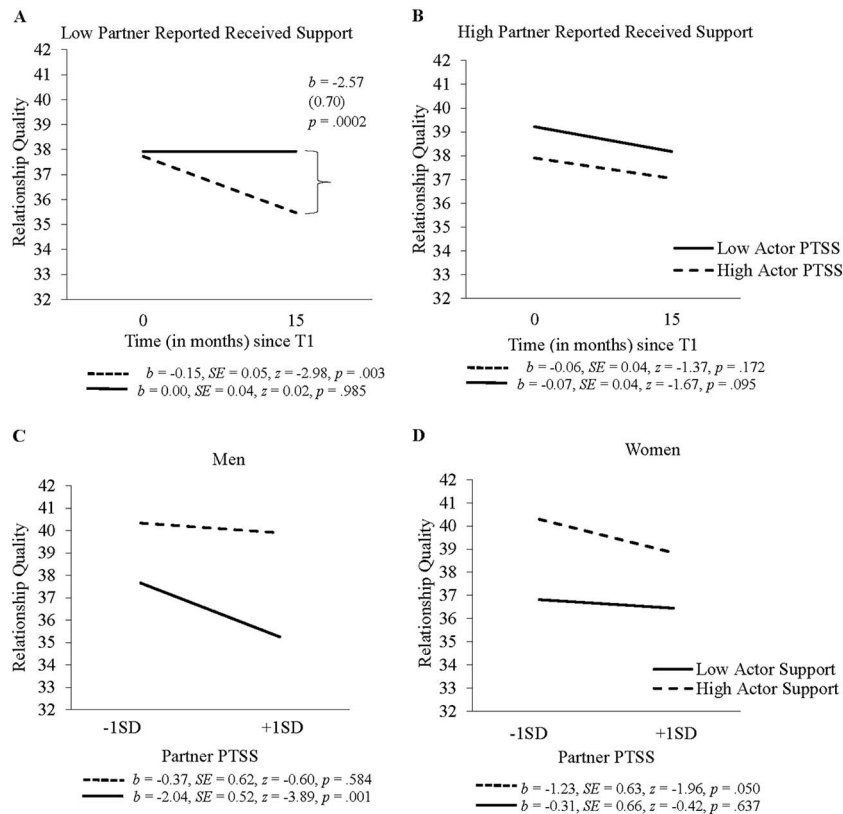 A
Low Partner Reported Received Support
42
41
40
39
38
37
36
35
34
33
32
Relationship Quality
b = -2.57
(0.70)
p = .0002
0 15
Time (in months) since T1
b = -0.15, SE = 0.05, z = -2.98, p = .003
b = 0.00, SE = 0.04, z = 0.02, p = .985
B
High Partner Reported Received Support
42
41
40
39
38
37
36
35
34
33
32
Relationship Quality
Low Actor PTSS
High Actor PTSS
0 15
Time (in months) since T1
b = -0.06, SE = 0.04, z = -1.37, p = .172
b = -0.07, SE = 0.04, z = -1.67, p = .095
C
Men
42
41
40
39
38
37
36
35
34
33
32
Relationship Quality
-1SD +1SD
Partner PTSS
b = -0.37, SE = 0.62, z = -0.60, p = .584
b = -2.04, SE = 0.52, z = -3.89, p = .001
D
Women
42
41
40
39
38
37
36
35
34
33
32
Relationship Quality
Low Actor Support
High Actor Support
-1SD +1SD
Partner PTSS
b = -1.23, SE = 0.63, z = -1.96, p = .050
b = -0.31, SE = 0.66, z = -0.42, p = .637